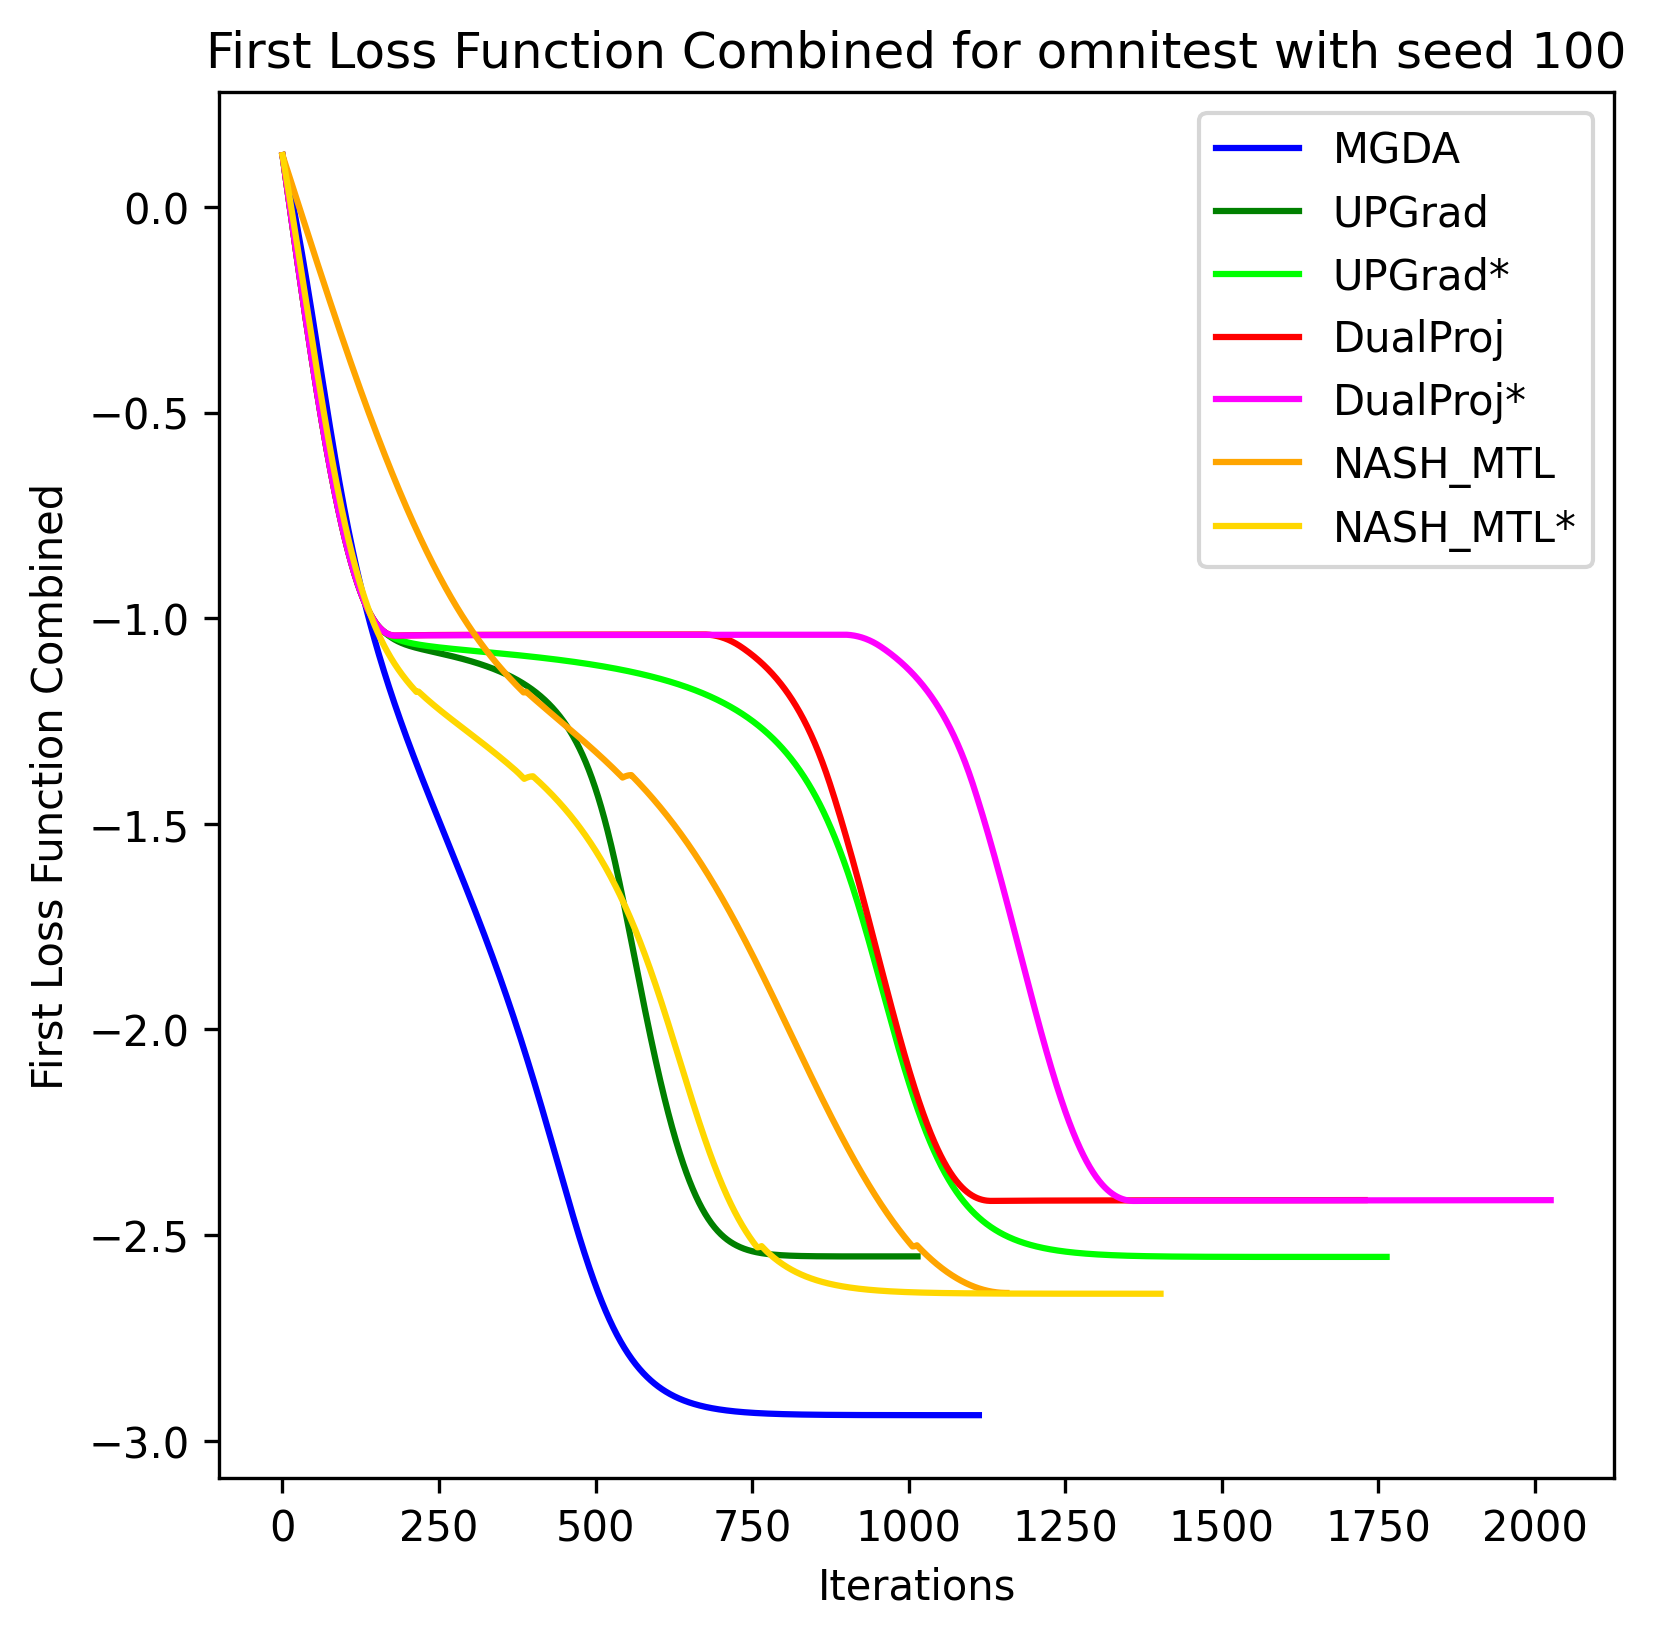 First Loss Function Combined for omnitest with seed 100
MGDA
UPGrad
UPGrad*
DualProj
DualProj*
NASH_MTL
NASH_MTL*
First Loss Function Combined
0.0
−0.5
−1.0
−1.5
−2.0
−2.5
−3.0
0 250 500 750 1000 1250 1500 1750 2000
Iterations